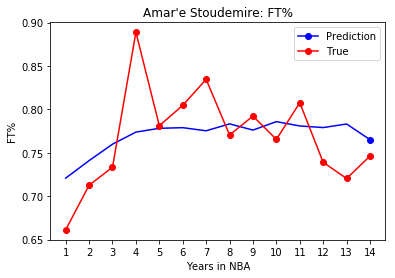 Amar'e Stoudemire: FT%
Prediction
True
FT%
0.90
0.85
0.80
0.75
0.70
0.65
1 2 3 4 5 6 7 8 9 10 11 12 13 14
Years in NBA